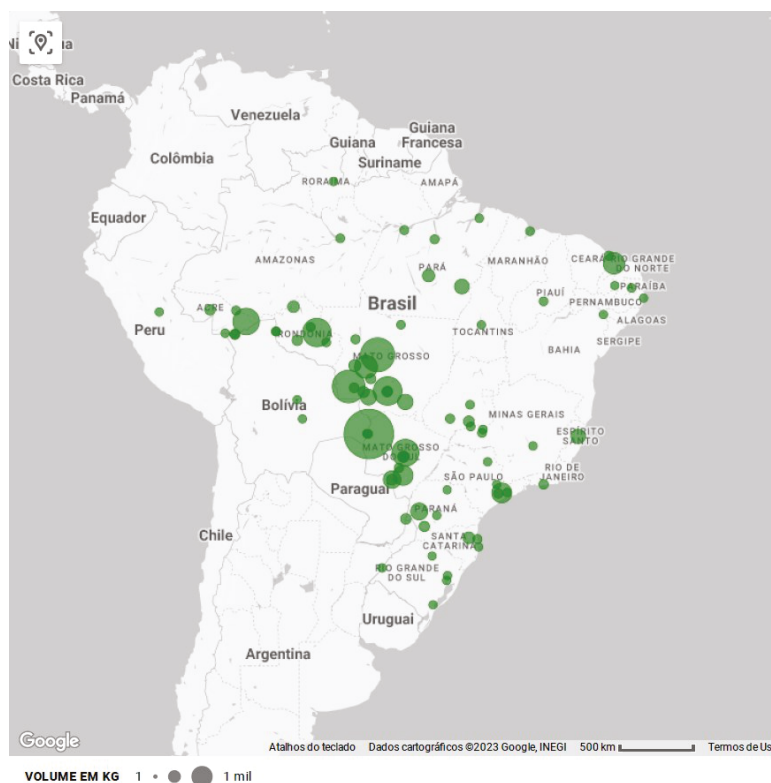 Costa Rica
Panamá
Venezuela
Guiana
Guiana
Francesa
Suriname
Colômbia
RORAIMA
AMAPÁ
Equador
AMAZONAS
PARÁ
MARANHÃO
CEARÁ
RIO GRANDE
DO NORTE
PARAÍBA
Brasil
PIAUÍ
PERNAMBUCO
ACRE
ALAGOAS
Peru
RONDÔNIA
TOCANTINS
SERGIPE
MATO GROSSO
BAHIA
Bolívia
MINAS GERAIS
ESPÍRITO
SANTO
MATO GROSSO
DO SUL
RIO DE
JANEIRO
SÃO PAULO
Paraguai
PARANÁ
Chile
SANTA
CATARINA
RIO GRANDE
DO SUL
Uruguai
Argentina
Google
Atalhos do teclado Dados cartográficos ©2023 Google, INEGI 500 km Termos de Us
VOLUME EM KG 1 1 mil